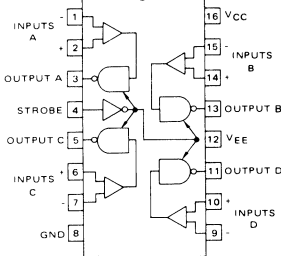 - 1
INPUTS
A
+ 2
OUTPUT A 3
STROBE 4
OUTPUT C 5
+ 6
INPUTS
C
- 7
GND 8
16 VCC
15 -
INPUTS
B
14 +
13 OUTPUT B
12 VEE
11 OUTPUT D
10 +
INPUTS
D
9 -